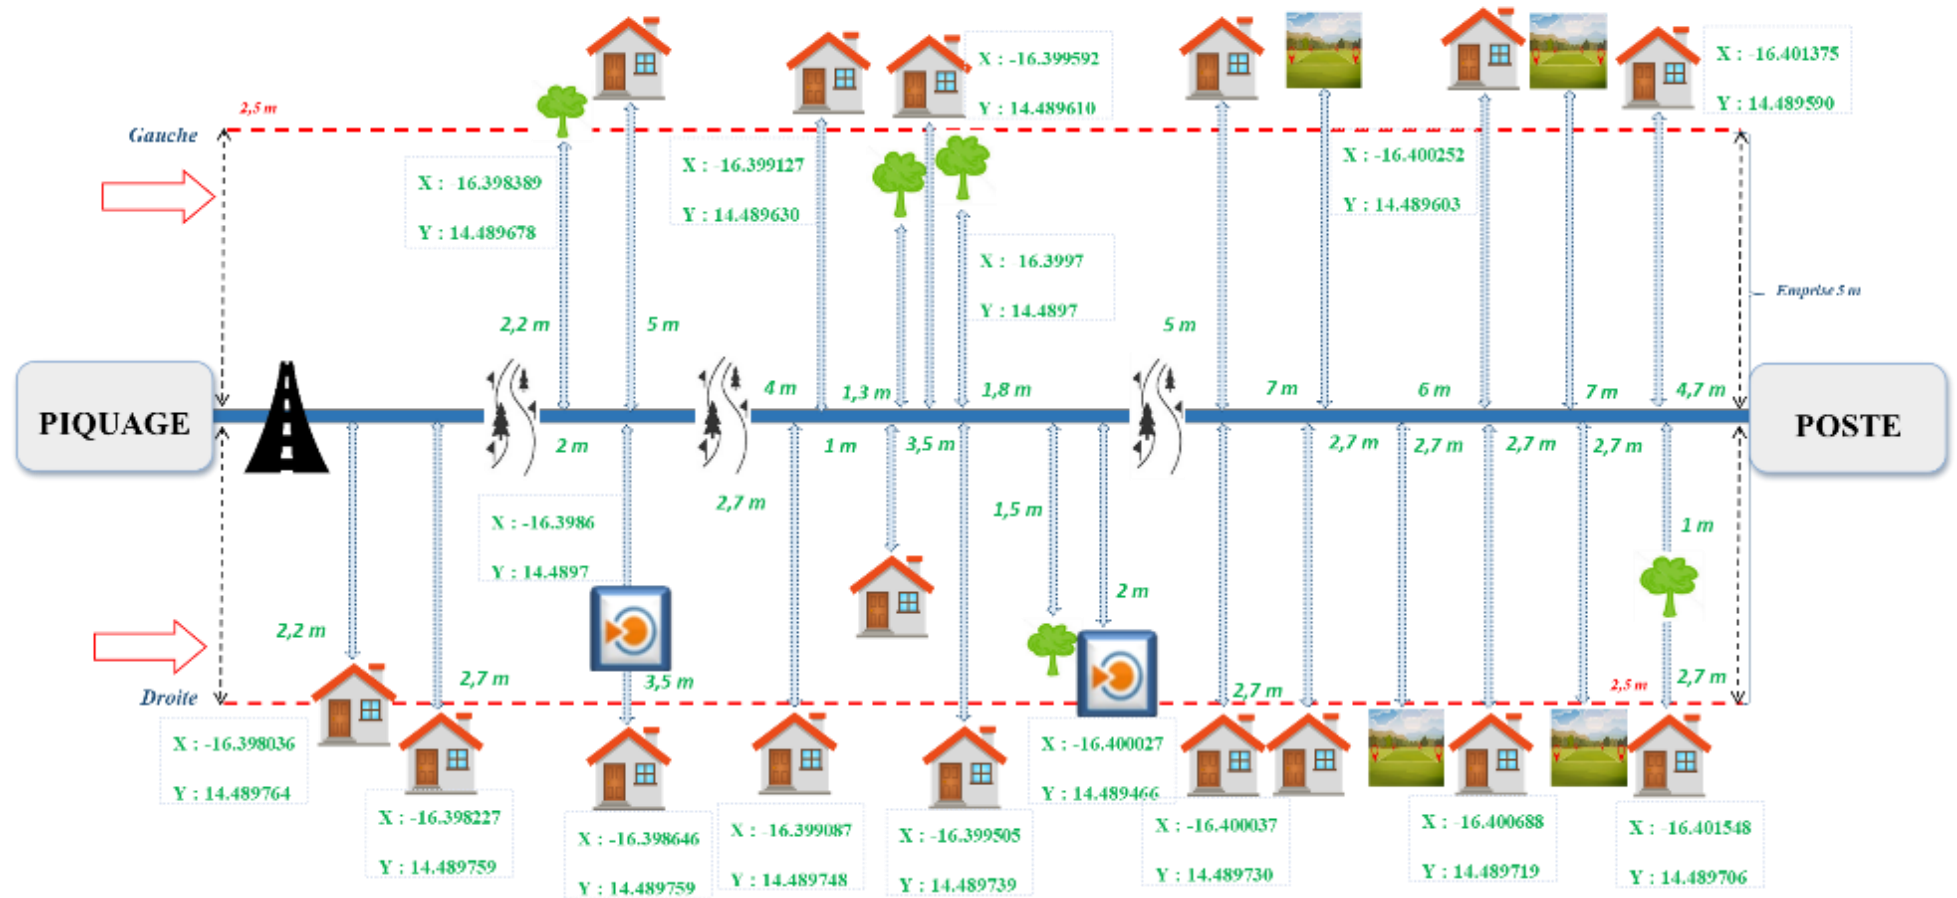 X : -16.399592
Y : 14.489610
X : -16.401375
Y : 14.489590
2,5 m
Gauche
X : -16.398389
Y : 14.489678
X : -16.399127
Y : 14.489630
X : -16.400252
Y : 14.489603
X : -16.3997
Y : 14.4897
Emprise 5 m
2,2 m
5 m
5 m
4 m
1,3 m
1,8 m
7 m
6 m
7 m
4,7 m
PIQUAGE
POSTE
2 m
1 m
3,5 m
2,7 m
2,7 m
2,7 m
2,7 m
2,7 m
1,5 m
1 m
X : -16.3986
Y : 14.4897
2 m
2,2 m
2,7 m
3,5 m
2,7 m
2,5 m
2,7 m
Droite
X : -16.398036
Y : 14.489764
X : -16.400027
Y : 14.489466
X : -16.398227
Y : 14.489759
X : -16.398646
Y : 14.489759
X : -16.399087
Y : 14.489748
X : -16.399505
Y : 14.489739
X : -16.400037
Y : 14.489730
X : -16.400688
Y : 14.489719
X : -16.401548
Y : 14.489706